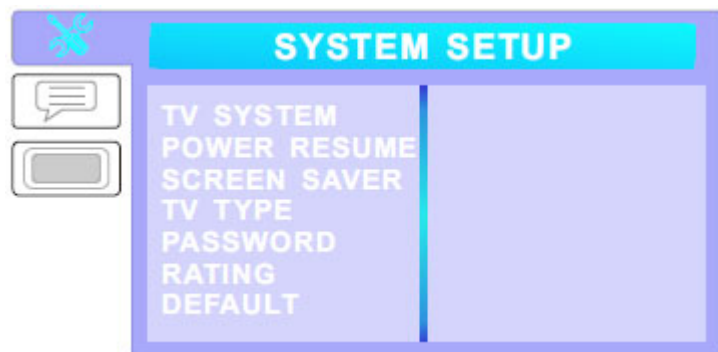 SYSTEM SETUP
TV SYSTEM
POWER RESUME
SCREEN SAVER
TV TYPE
PASSWORD
RATING
DEFAULT